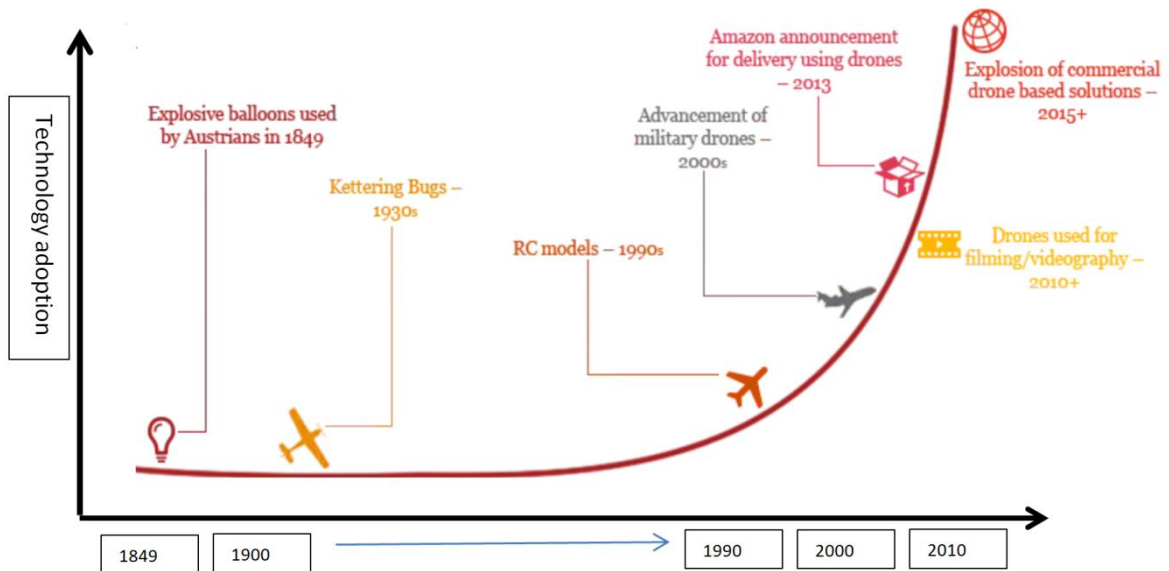 Technology adoption
Explosive balloons used
by Austrians in 1849
Kettering Bugs –
1930s
RC models – 1990s
Advancement of
military drones –
2000s
Amazon announcement
for delivery using drones
– 2013
Explosion of commercial
drone based solutions –
2015+
Drones used for
filming/videography –
2010+
1849
1900
1990
2000
2010